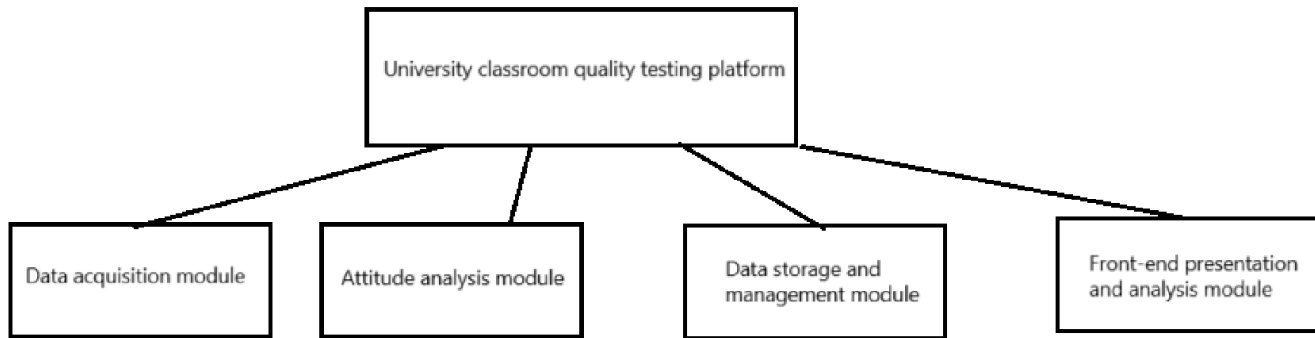 University classroom quality testing platform
Data acquisition module
Attitude analysis module
Data storage and
management module
Front-end presentation
and analysis module